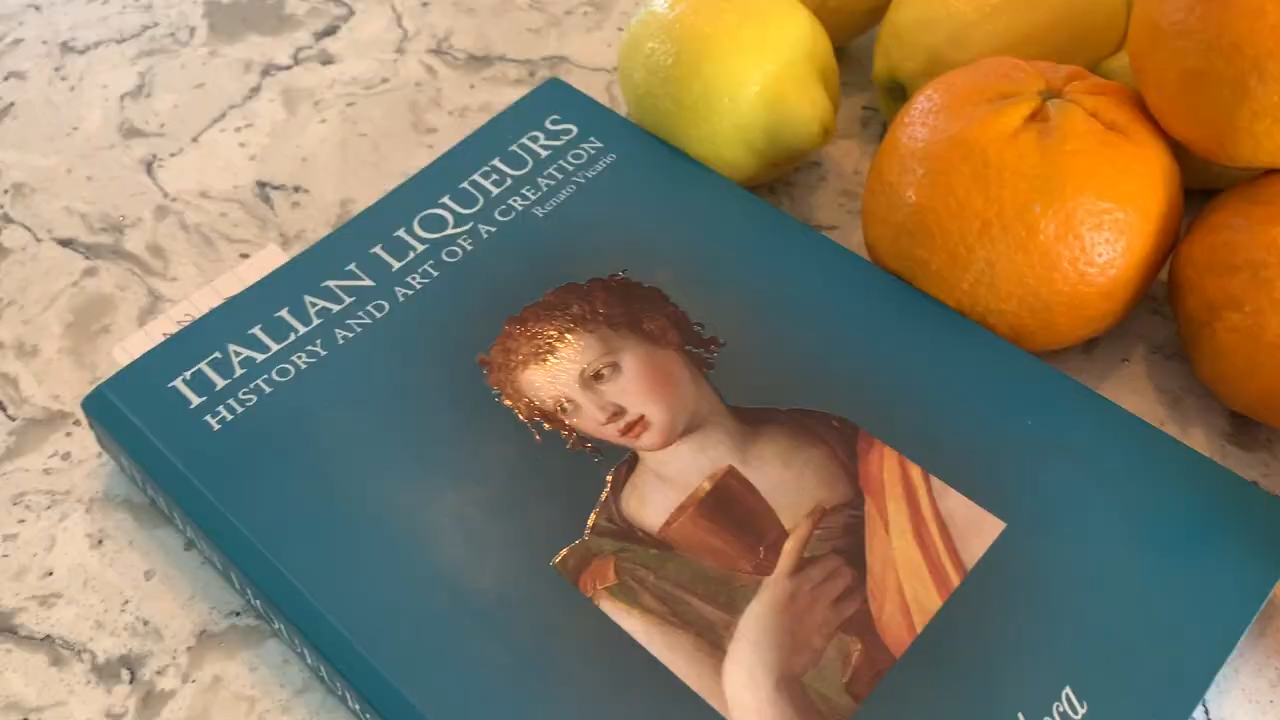 ITALIAN LIQUEURS
HISTORY AND ART OF A CREATION
Renato Vicario